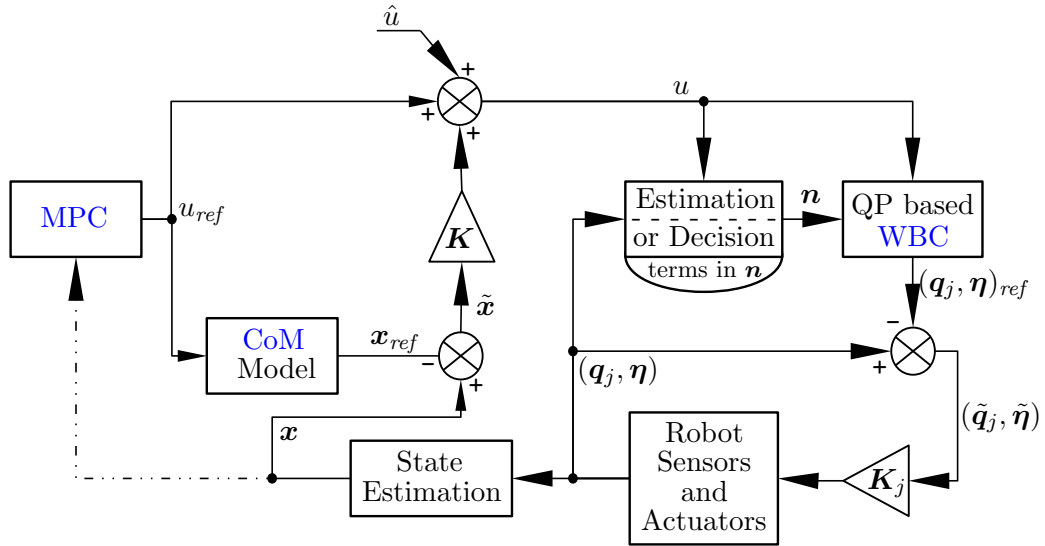 û
+
+
+
u
MPC
u_ref
K
x̃
CoM
Model
x_ref
-
+
x
State
Estimation
Estimation
or Decision
terms in n
n
QP based
WBC
(q_j, η)_ref
-
+
(q_j, η)
(q̃_j, η̃)
K_j
Robot
Sensors
and
Actuators